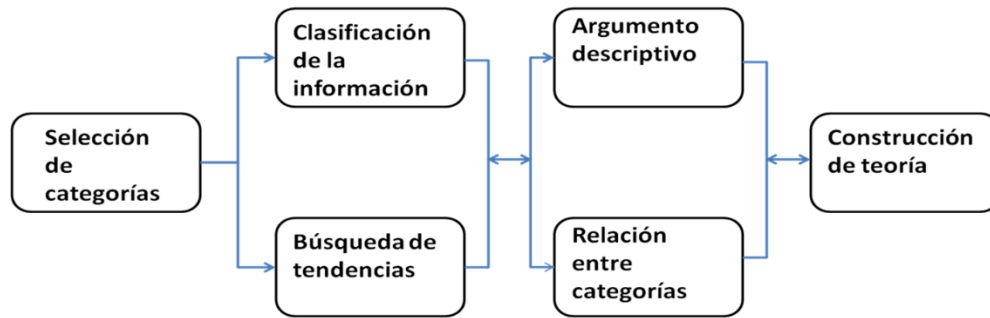 Selección
de
categorías
Clasificación
de la
información
Búsqueda de
tendencias
Argumento
descriptivo
Relación
entre
categorías
Construcción
de teoría